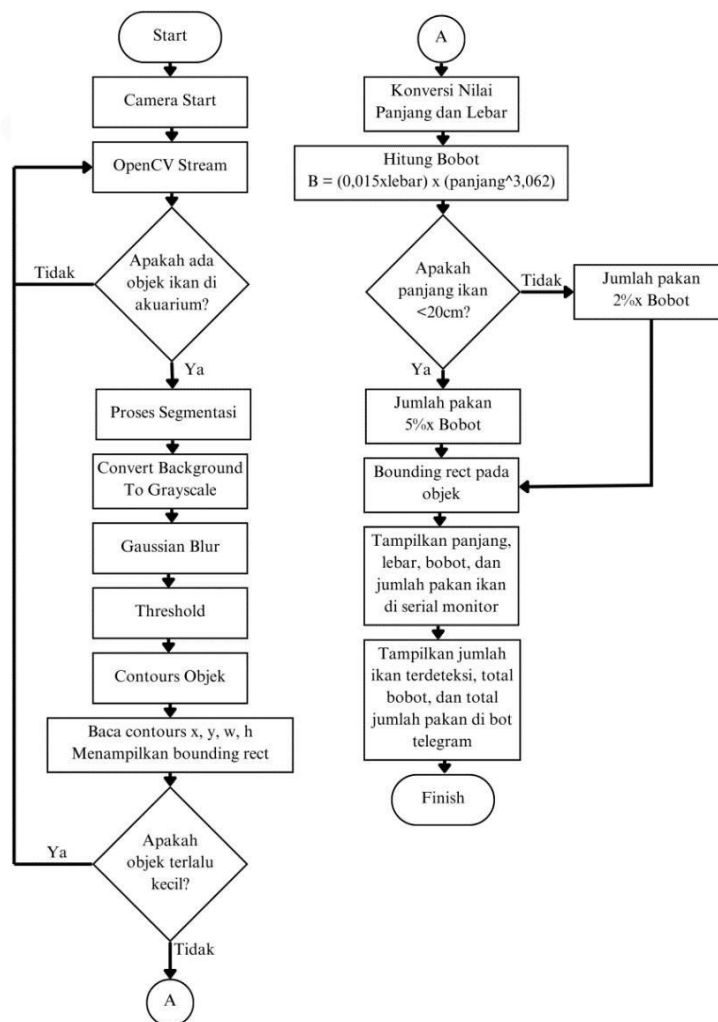 Start
Camera Start
OpenCV Stream
Apakah ada
objek ikan di
akuarium?
Tidak
Ya
Proses Segmentasi
Convert Background
To Grayscale
Gaussian Blur
Threshold
Contours Objek
Baca contours x, y, w, h
Menampilkan bounding rect
Apakah
objek terlalu
kecil?
Ya
Tidak
A
A
Konversi Nilai
Panjang dan Lebar
Hitung Bobot
B = (0,015xlebar) x (panjang^3,062)
Apakah
panjang ikan
<20cm?
Tidak
Jumlah pakan
2%x Bobot
Ya
Jumlah pakan
5%x Bobot
Bounding rect pada
objek
Tampilkan panjang,
lebar, bobot, dan
jumlah pakan ikan
di serial monitor
Tampilkan jumlah
ikan terdeteksi, total
bobot, dan total
jumlah pakan di bot
telegram
Finish